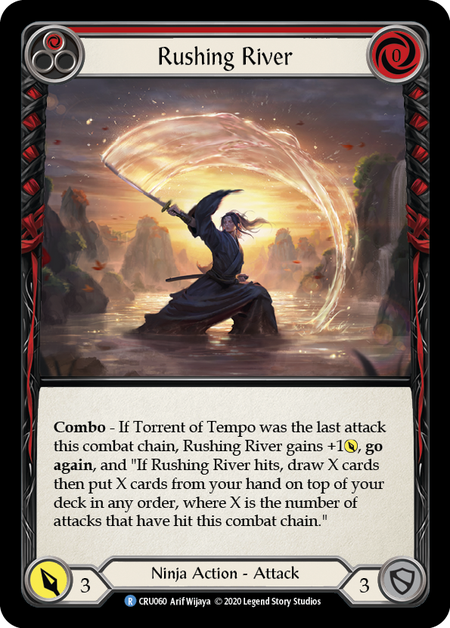 Rushing River
0
Combo - If Torrent of Tempo was the last attack
this combat chain, Rushing River gains +1, go
again, and "If Rushing River hits, draw X cards
then put X cards from your hand on top of your
deck in any order, where X is the number of
attacks that have hit this combat chain."
3
Ninja Action - Attack
3
R CRU060 Arif Wijaya © 2020 Legend Story Studios